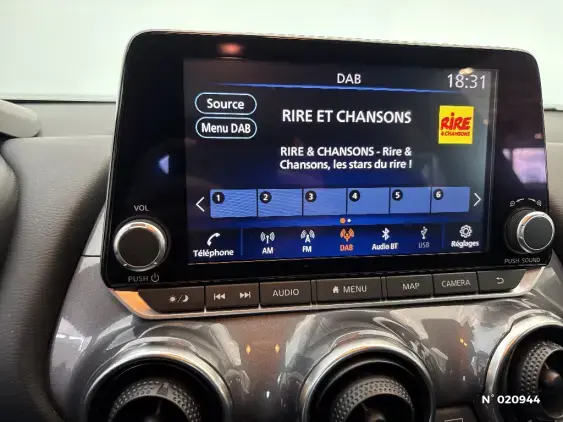 DAB
18:31
Source
Menu DAB
RIRE ET CHANSONS
RIRE
& CHANSONS
RIRE & CHANSONS - Rire &
Chansons, les stars du rire !
1 2 3 4 5 6
Téléphone
AM
FM
DAB
Audio BT
USB
Réglages
VOL
PUSH
PUSH SOUND
AUDIO
MENU
MAP
CAMERA
N° 020944